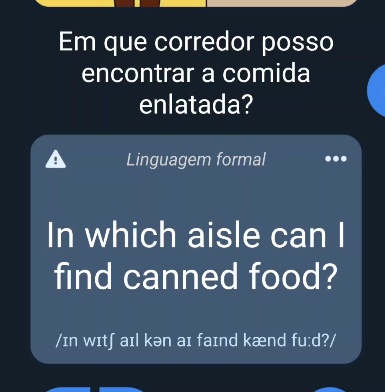 Em que corredor posso
encontrar a comida
enlatada?
Linguagem formal
In which aisle can I
find canned food?
/ɪn wɪtʃ aɪl kən aɪ faɪnd kænd fuːd?/